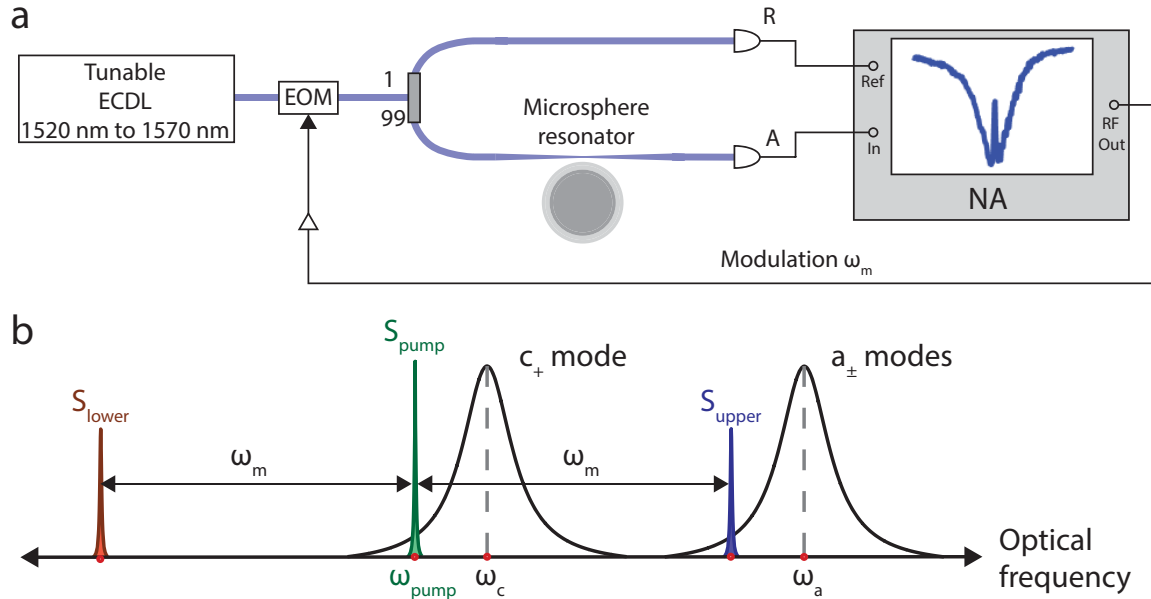 a
Tunable
ECDL
1520 nm to 1570 nm
EOM
1
99
Microsphere
resonator
R
A
Ref
In
RF
Out
NA
Modulation ωm
b
Slower
Spump
c+ mode
Supper
a± modes
ωm
ωm
ωpump
ωc
ωa
Optical
frequency